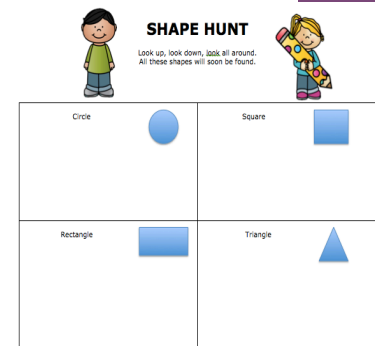 SHAPE HUNT
Look up, look down, look all around.
All these shapes will soon be found.
Circle
Square
Rectangle
Triangle